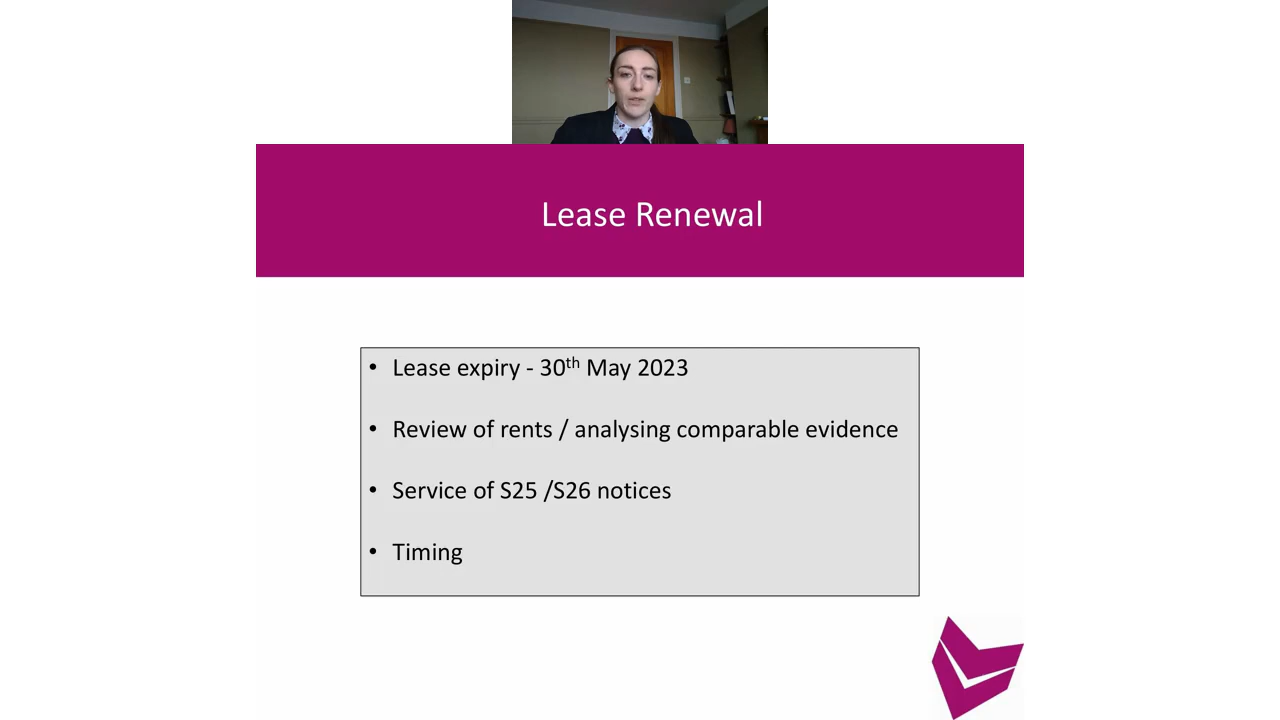 Lease Renewal
• Lease expiry - 30th May 2023
• Review of rents / analysing comparable evidence
• Service of S25 /S26 notices
• Timing